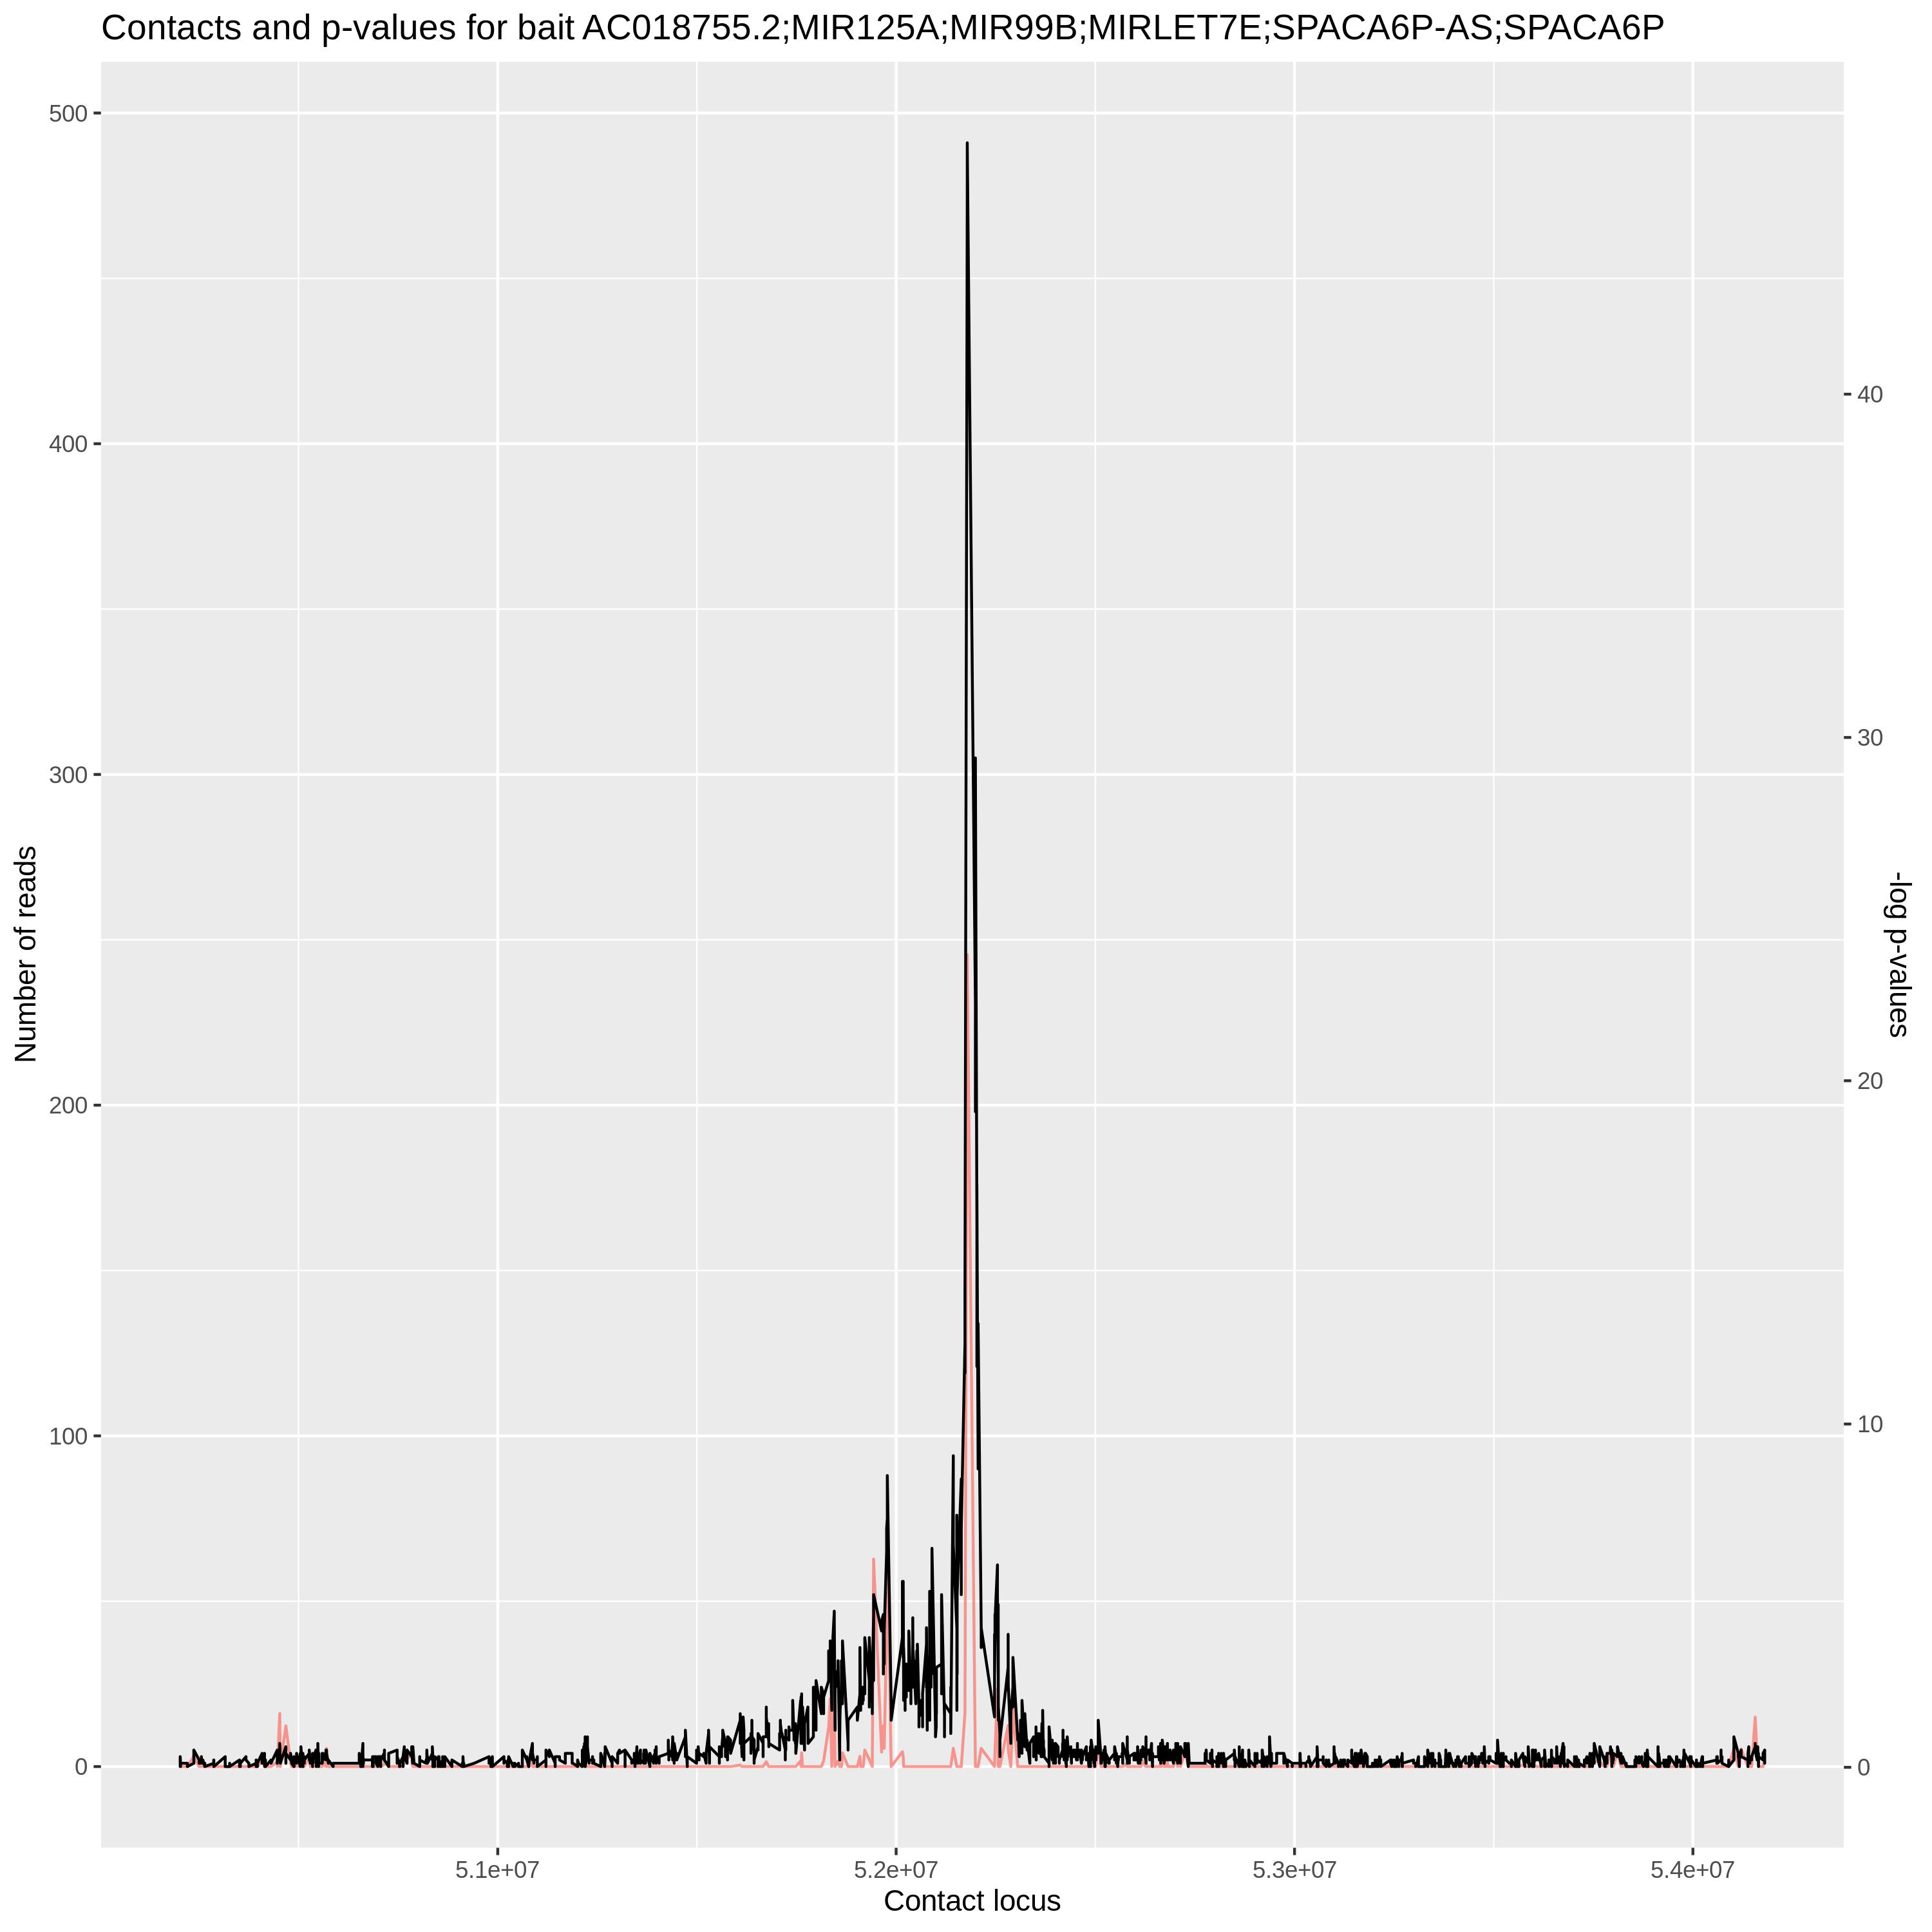 Contacts and p-values for bait AC018755.2;MIR125A;MIR99B;MIRLET7E;SPACA6P-AS;SPACA6P
500
400
300
200
100
0
Number of reads
40
30
20
10
0
-log p-values
5.1e+07
5.2e+07
5.3e+07
5.4e+07
Contact locus